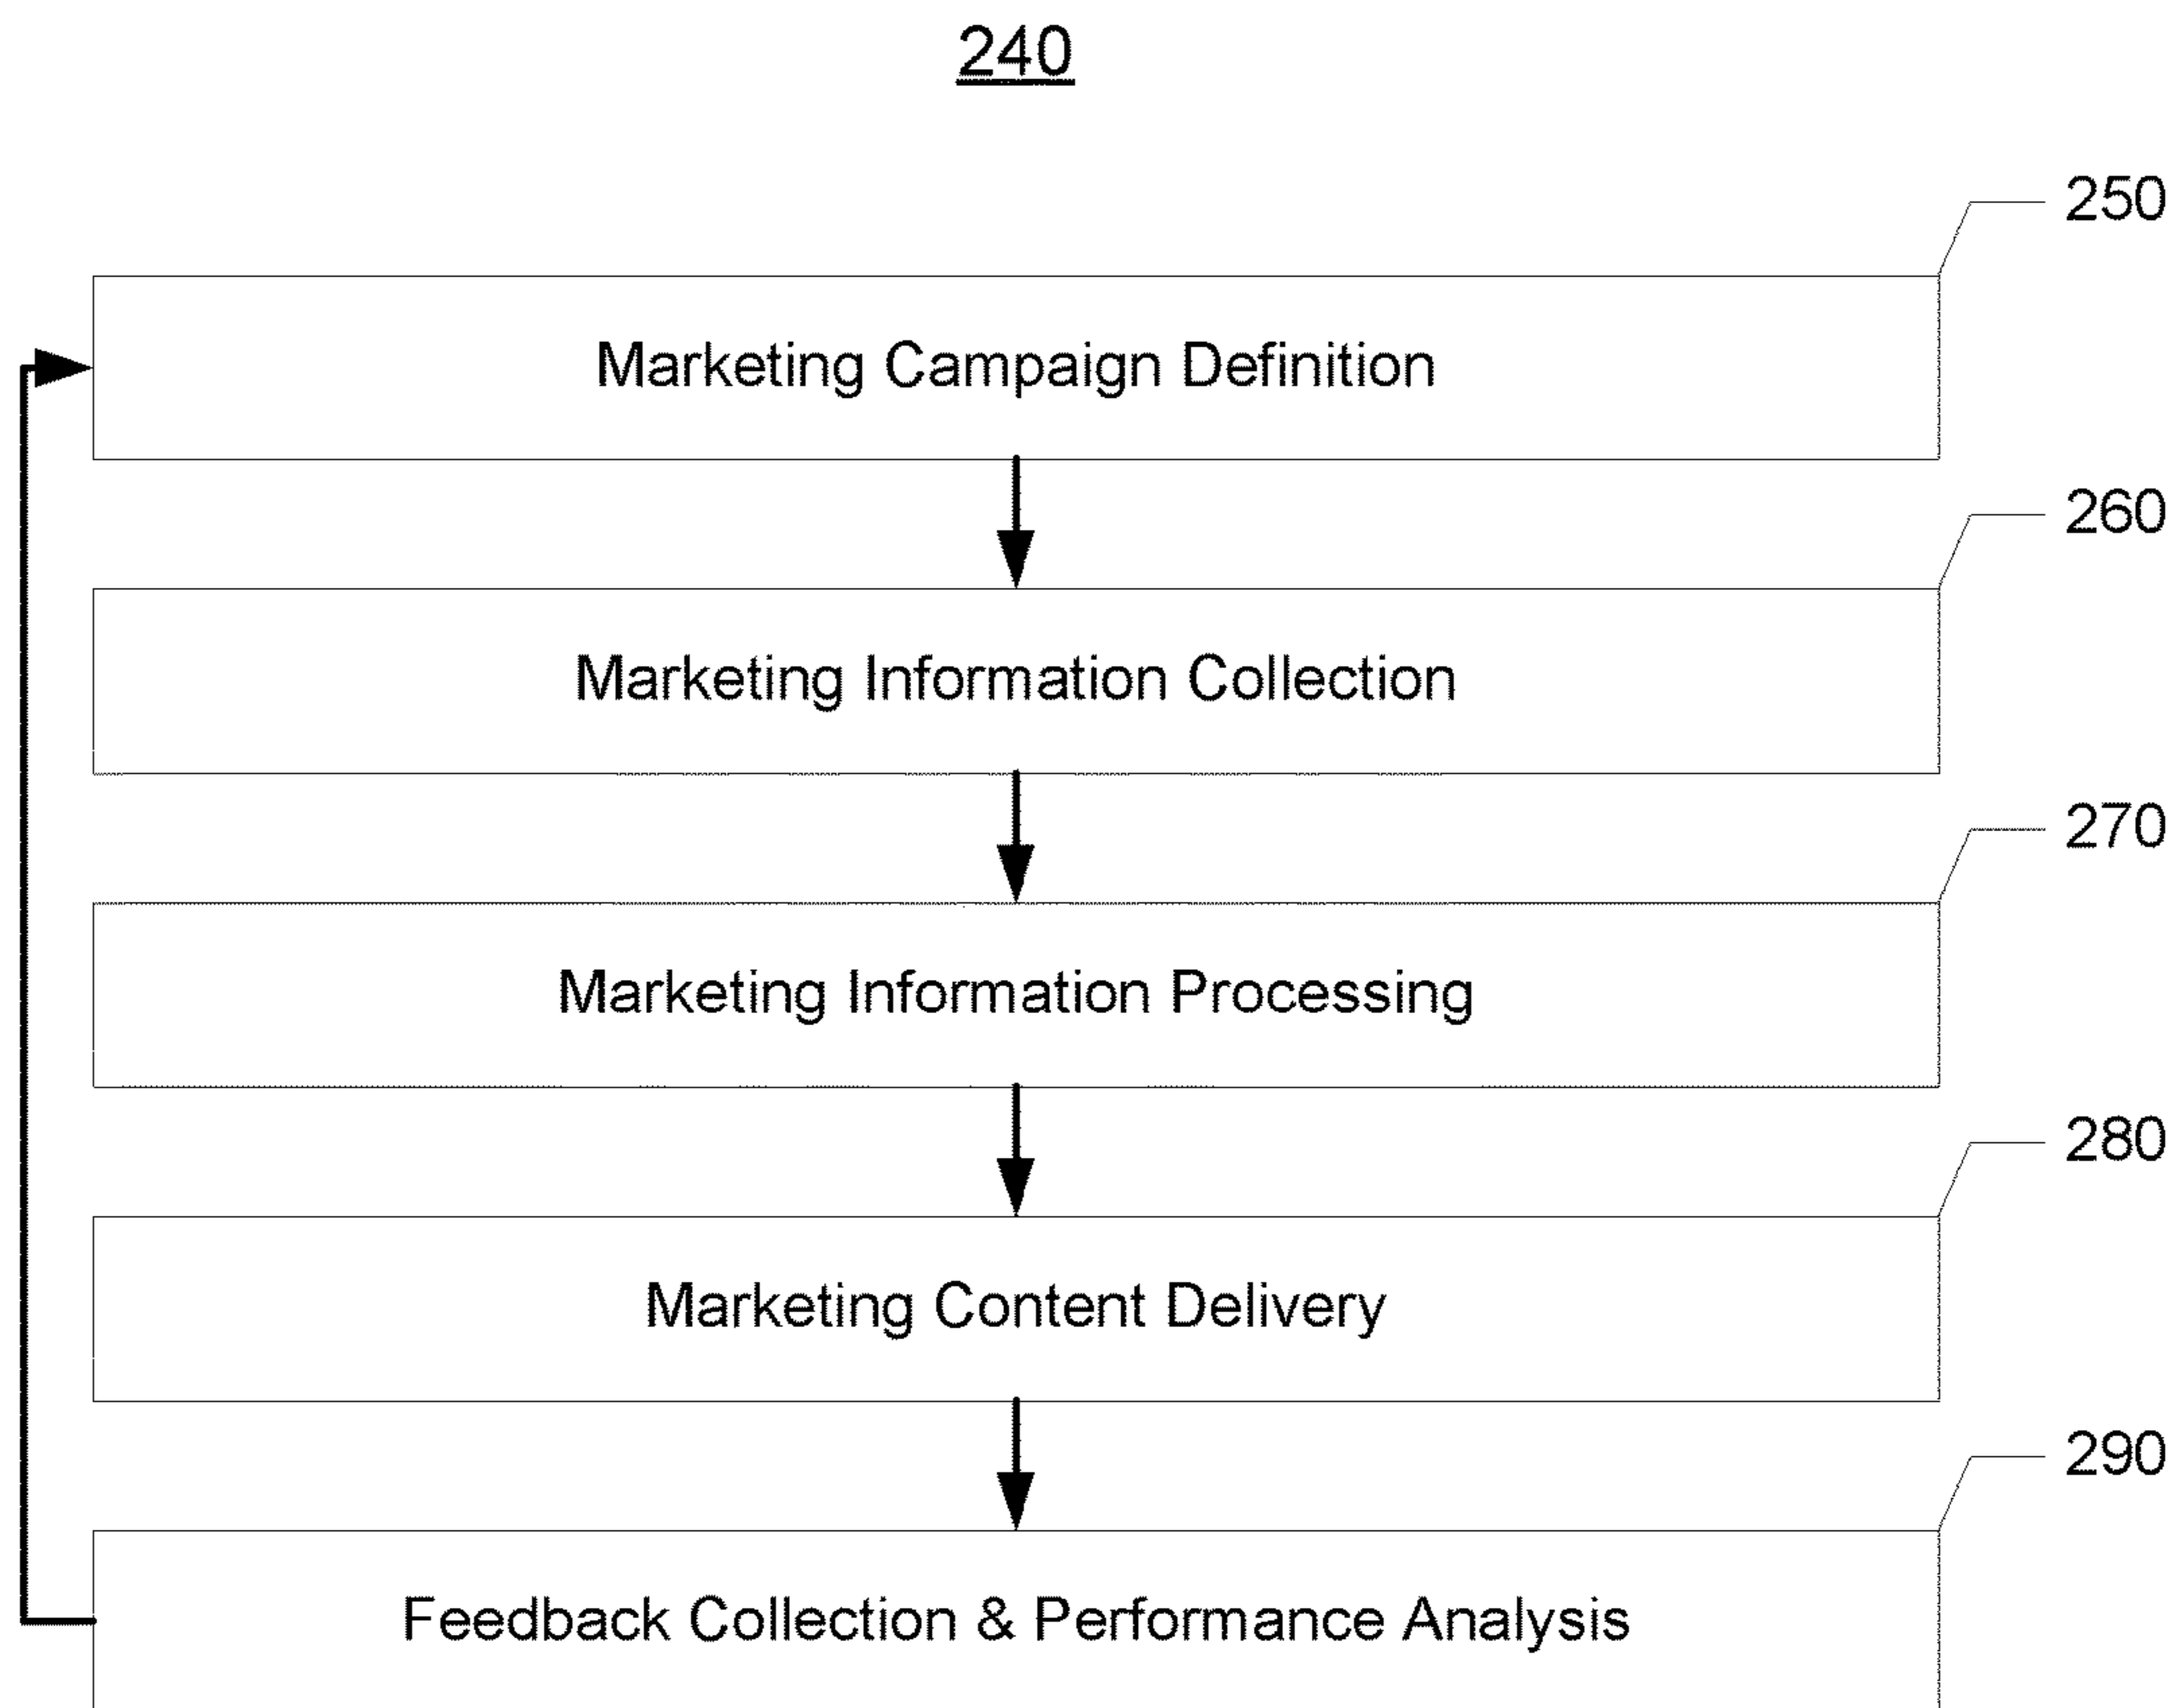 240
250
Marketing Campaign Definition
260
Marketing Information Collection
270
Marketing Information Processing
280
Marketing Content Delivery
290
Feedback Collection & Performance Analysis